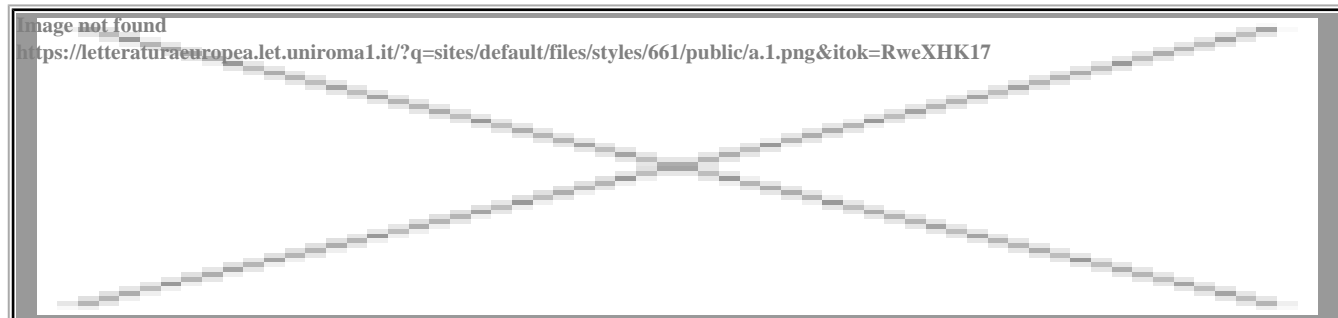 Image not found
https://letteraturaeuropea.let.uniroma1.it/?q=sites/default/files/styles/661/public/a.1.png&itok=RweXHK17